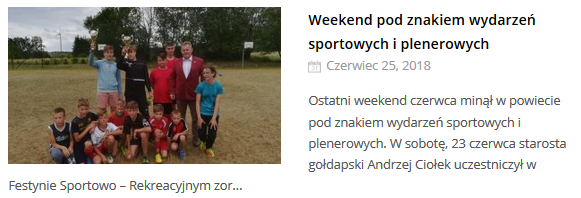 Weekend pod znakiem wydarzeń
sportowych i plenerowych
Czerwiec 25, 2018
Ostatni weekend czerwca minął w powiecie
pod znakiem wydarzeń sportowych i
plenerowych. W sobotę, 23 czerwca starosta
gołdapski Andrzej Ciołek uczestniczył w
Festynie Sportowo – Rekreacyjnym zor...